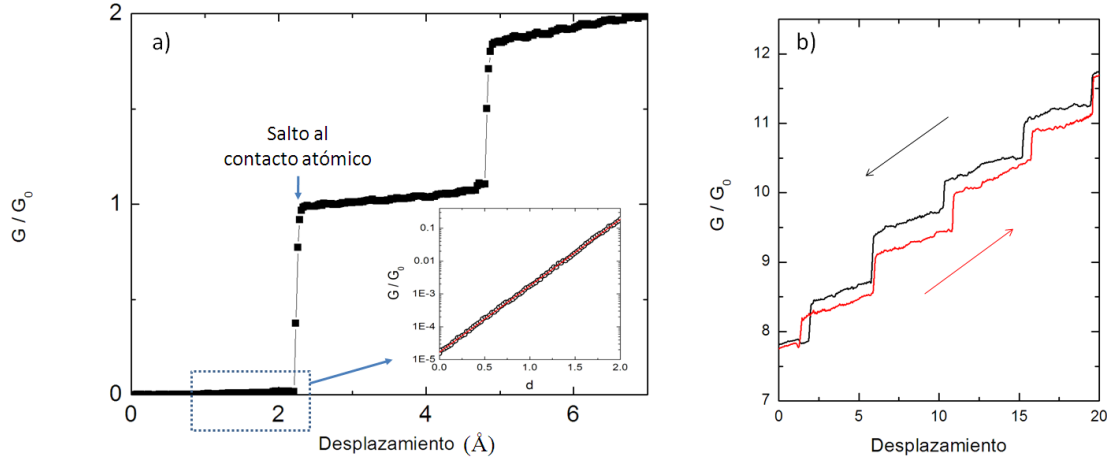 a)
2
1
0
G / G0
Salto al
contacto atómico
0.1
0.01
1E-3
1E-4
1E-5
G / G0
0.0 0.5 1.0 1.5 2.0
d
0 2 4 6
Desplazamiento (Å)
b)
12
11
10
9
8
7
G / G0
0 5 10 15 20
Desplazamiento